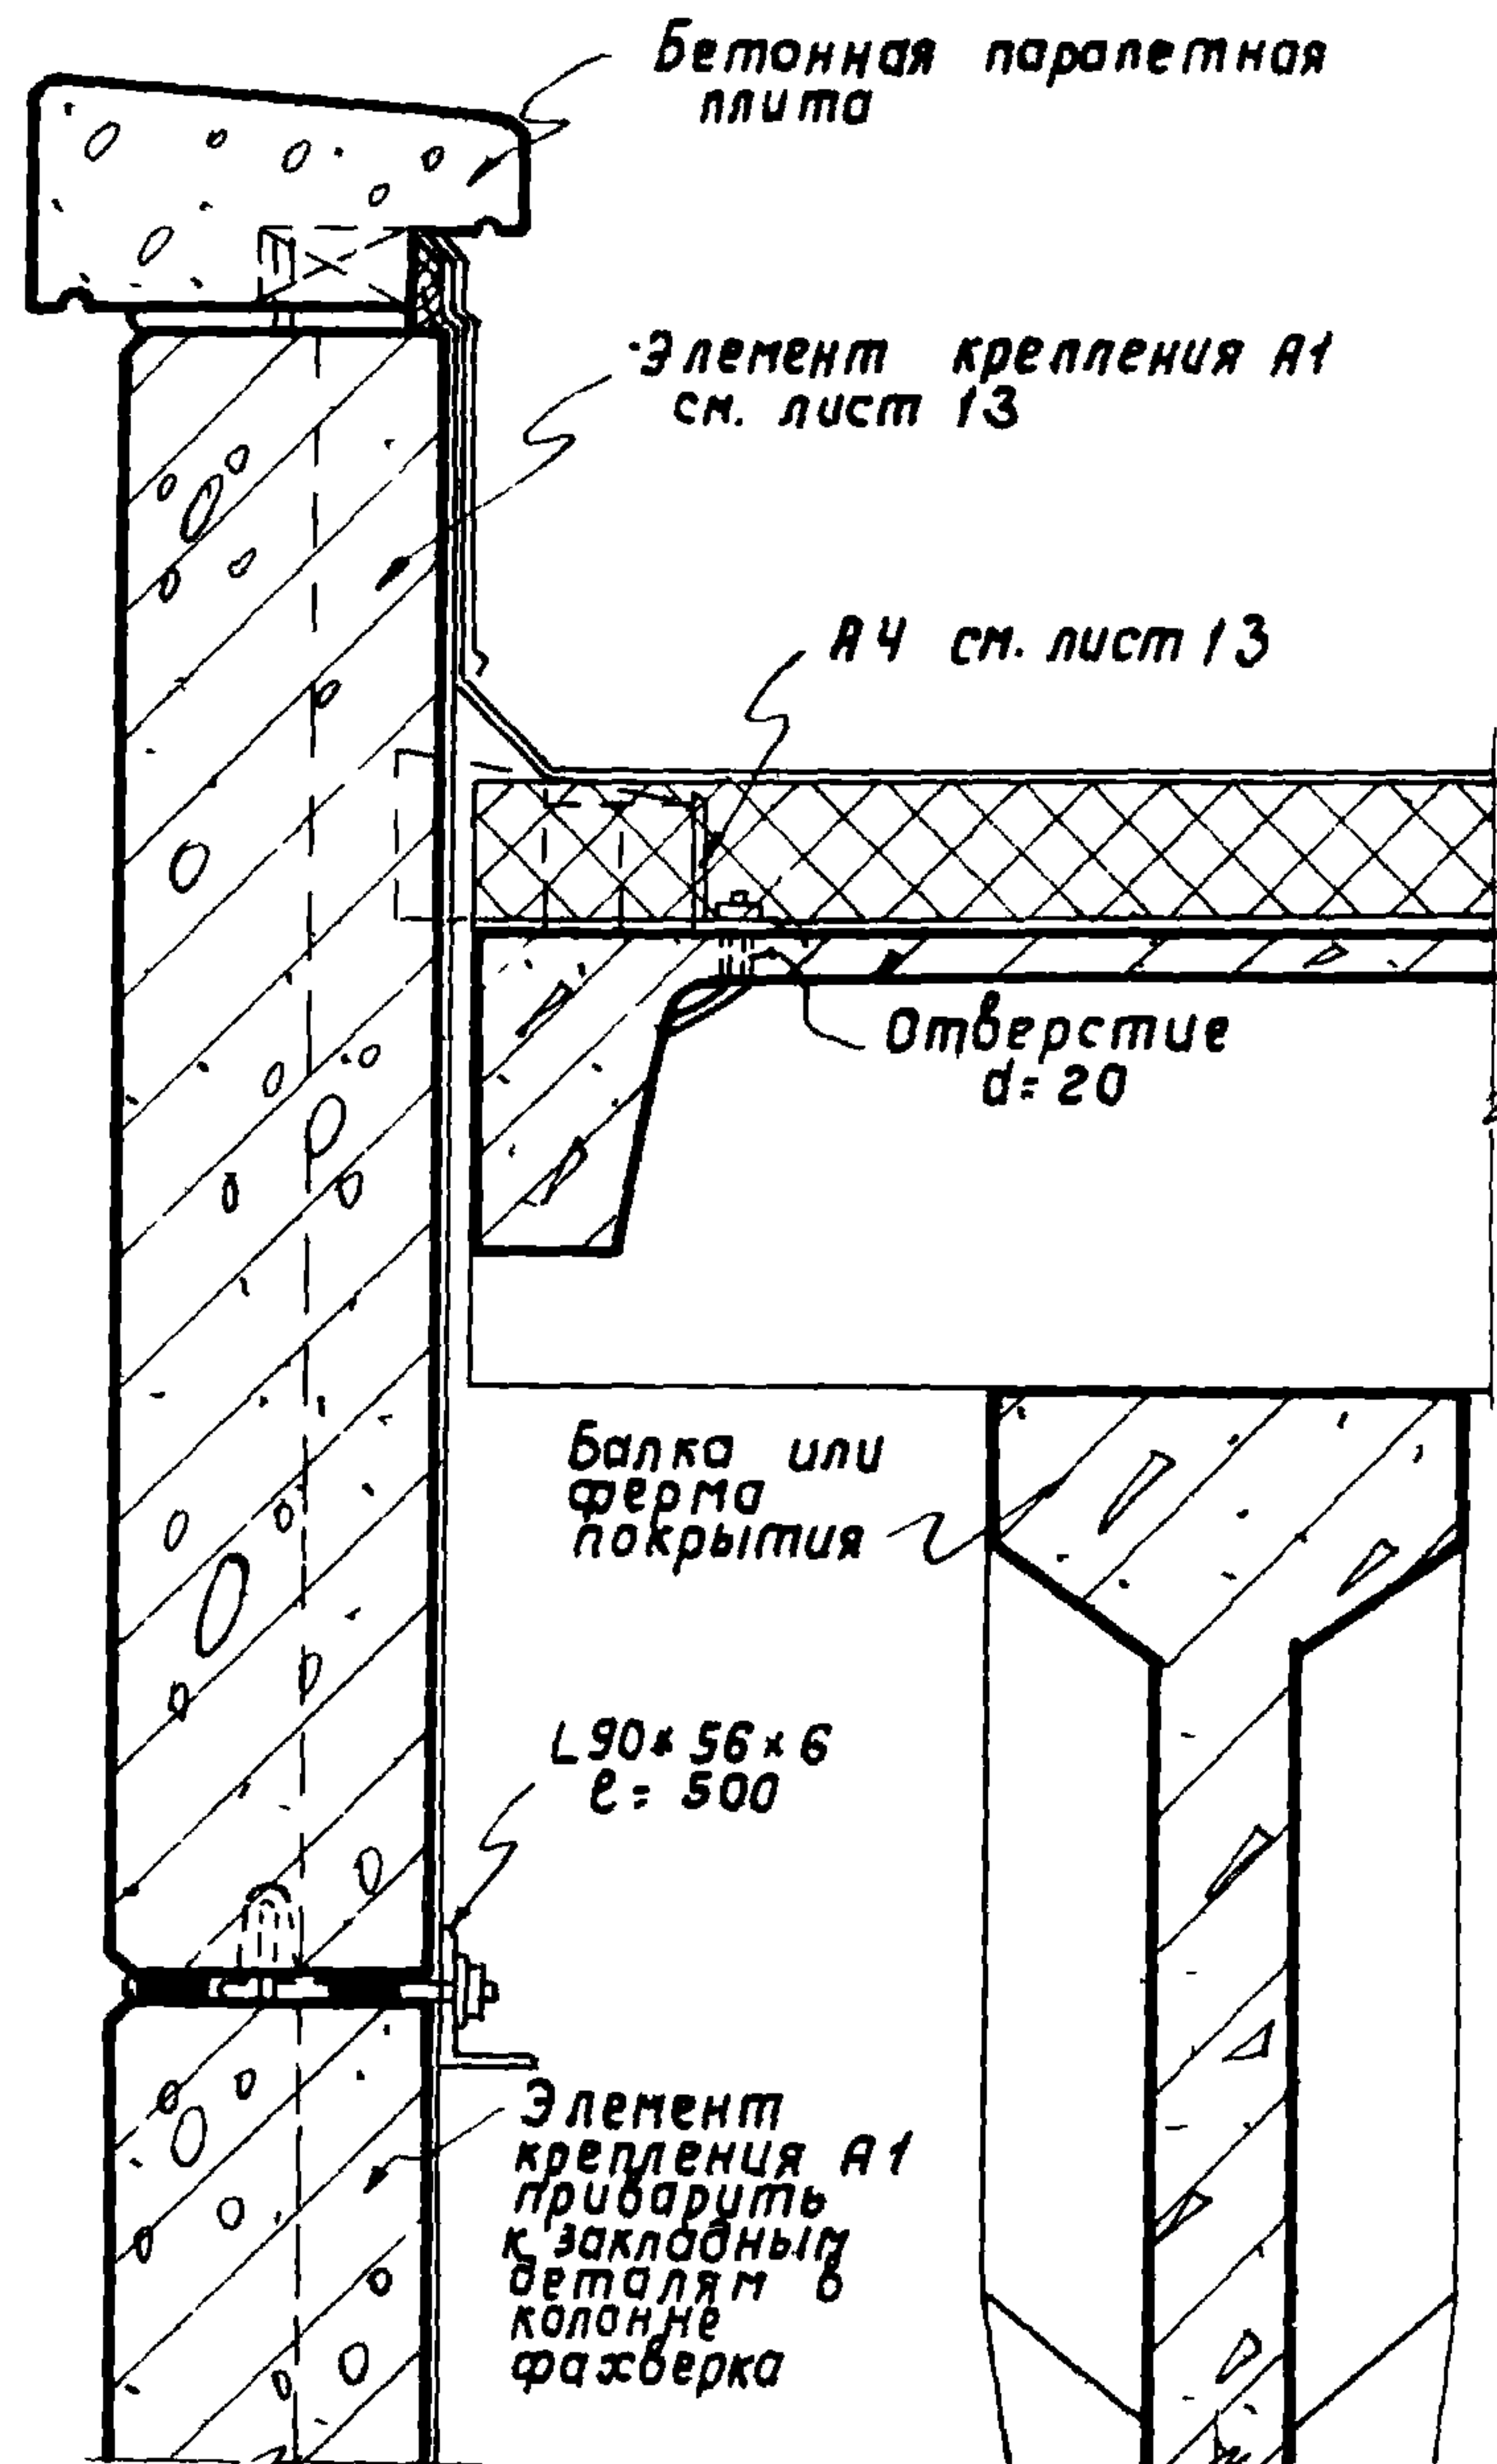 Бетонная парапетная
плита
Элемент крепления А1
см. лист 13
А4 см. лист 13
Отверстие
d=20
Балка или
ферма
покрытия
L90×56×6
ℓ=500
Элемент
крепления А1
приварить
к закладным
деталям в
колонне
фахверка